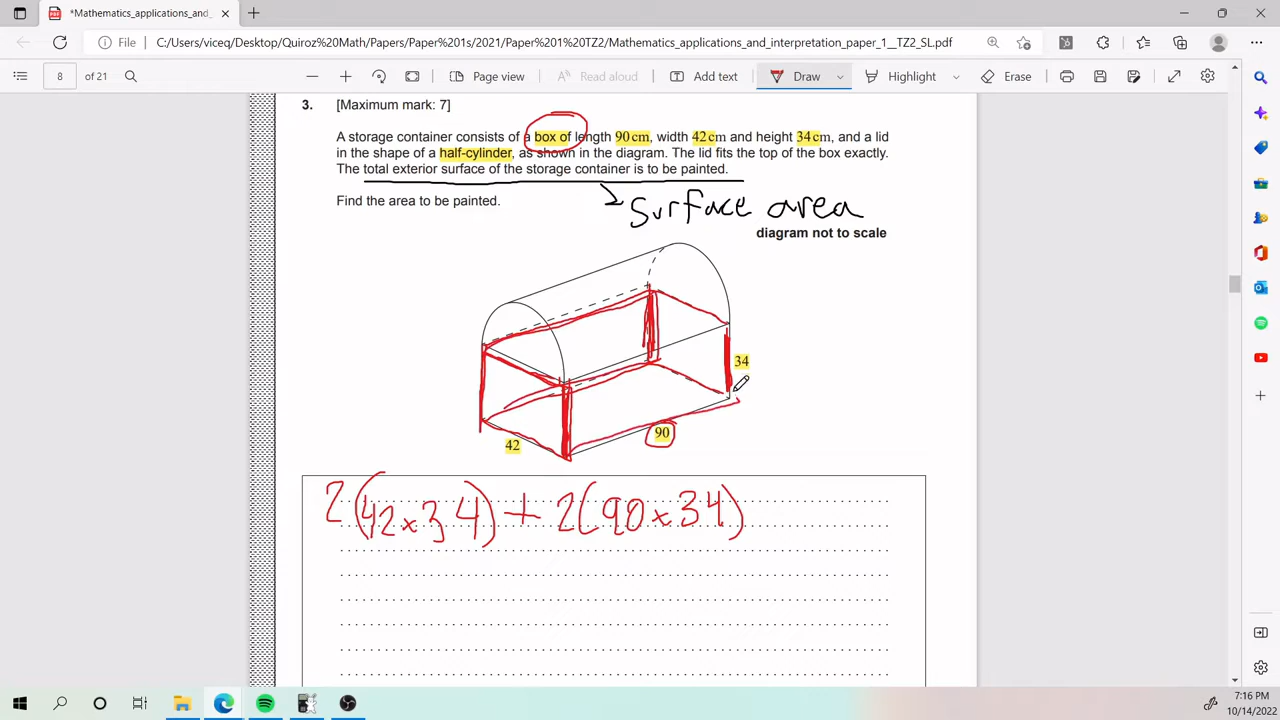 *Mathematics_applications_and_
File
C:/Users/viceq/Desktop/Quiroz%20Math/Papers/Paper%201s/2021/Paper%201%20TZ2/Mathematics_applications_and_interpretation_paper_1__TZ2_SL.pdf
8 of 21
Page view
Read aloud
Add text
Draw
Highlight
Erase
3. [Maximum mark: 7]
A storage container consists of a box of length 90 cm, width 42 cm and height 34 cm, and a lid
in the shape of a half-cylinder, as shown in the diagram. The lid fits the top of the box exactly.
The total exterior surface of the storage container is to be painted.
Find the area to be painted.
Surface area
diagram not to scale
34
90
42
2(42x34)+2(90x34)
7:16 PM
10/14/2022